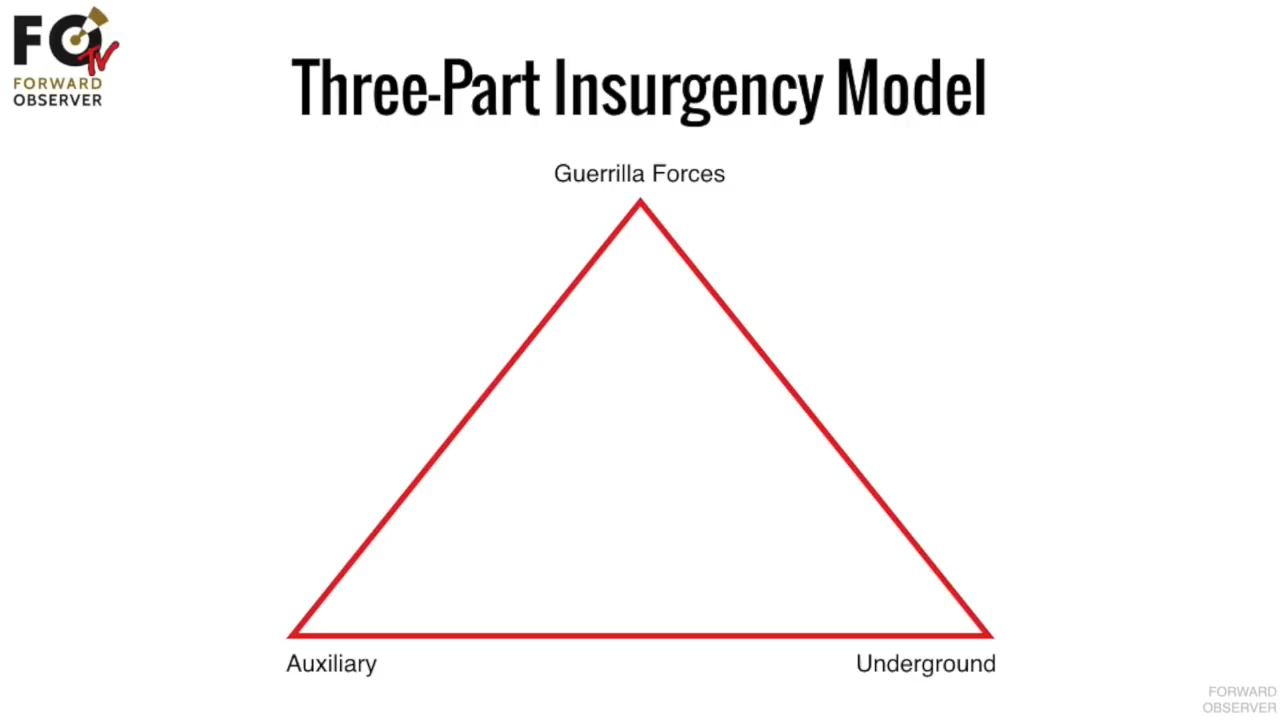 FO
TV
FORWARD
OBSERVER
Three-Part Insurgency Model
Guerrilla Forces
Auxiliary
Underground
FORWARD
OBSERVER